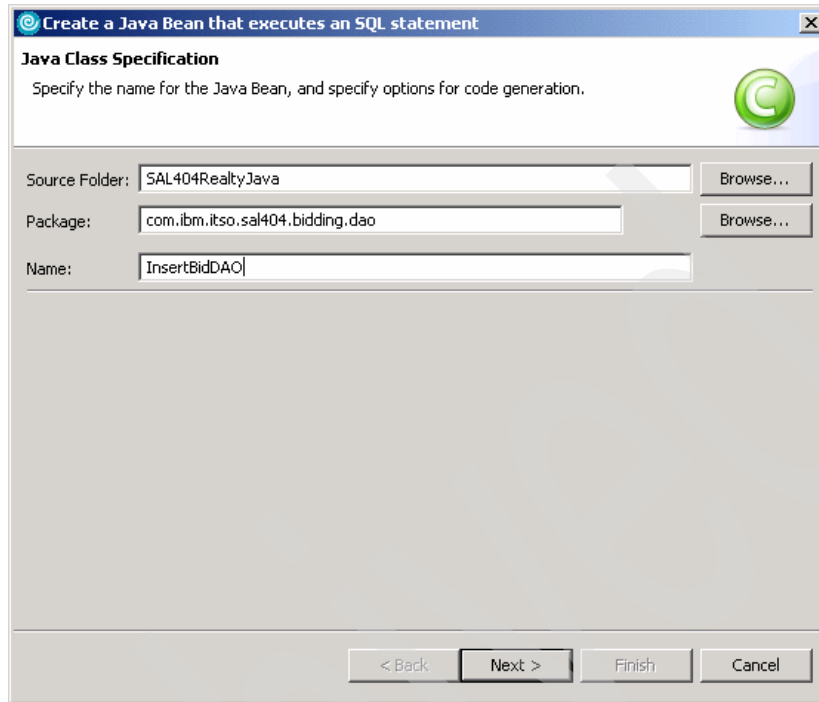 Create a Java Bean that executes an SQL statement
Java Class Specification
Specify the name for the Java Bean, and specify options for code generation.
Source Folder: SAL404RealtyJava Browse...
Package: com.ibm.itso.sal404.bidding.dao Browse...
Name: InsertBidDAO
< Back Next > Finish Cancel